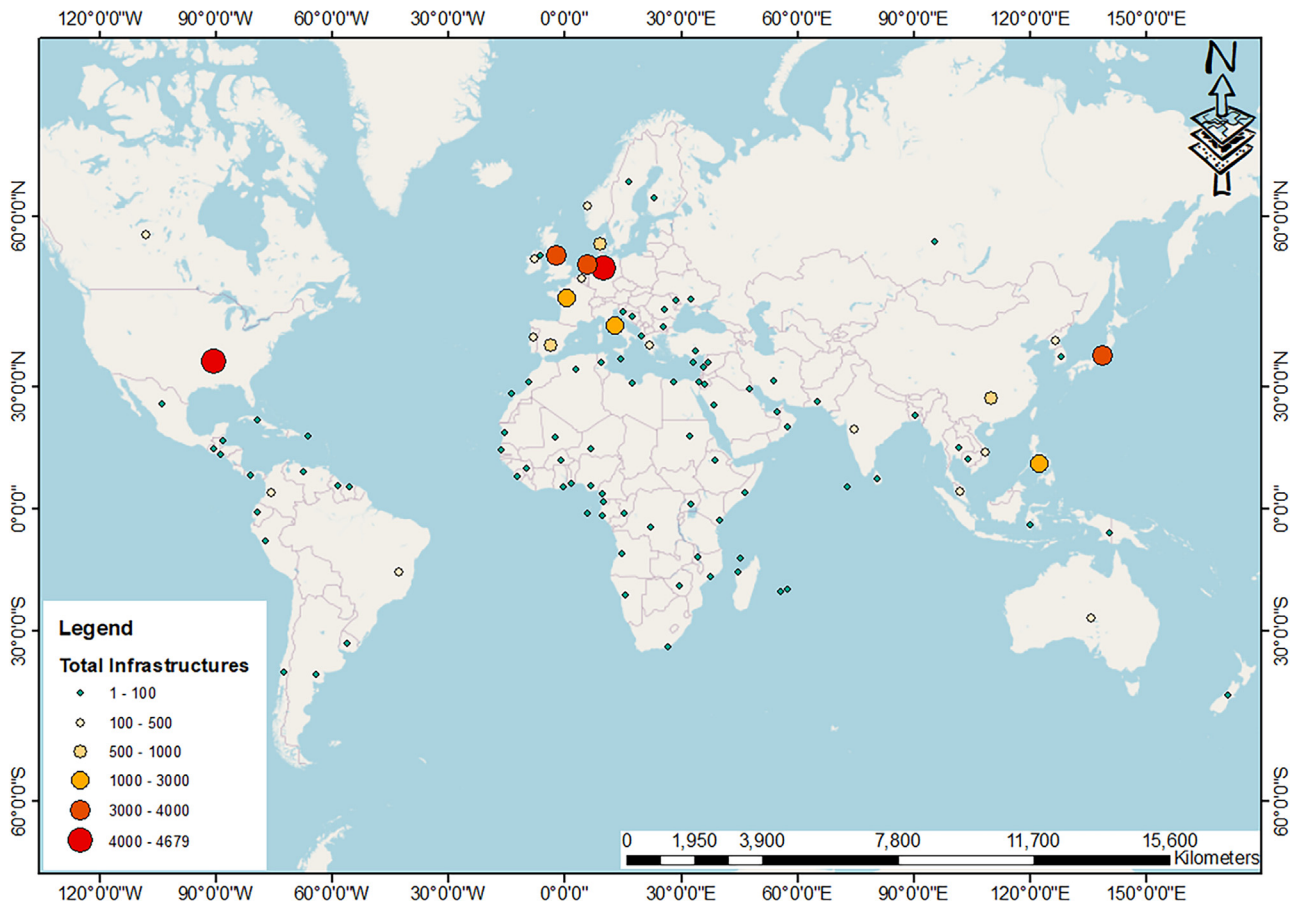 120°0'0"W 90°0'0"W 60°0'0"W 30°0'0"W 0°0'0"E 30°0'0"E 60°0'0"E 90°0'0"E 120°0'0"E 150°0'0"E
N
60°0'0"N 60°0'0"N
30°0'0"N 30°0'0"N
0°0'0" 0°0'0"
30°0'0"S 30°0'0"S
60°0'0"S 60°0'0"S
Legend
Total Infrastructures
1 - 100
100 - 500
500 - 1000
1000 - 3000
3000 - 4000
4000 - 4679
0 1,950 3,900 7,800 11,700 15,600
Kilometers
120°0'0"W 90°0'0"W 60°0'0"W 30°0'0"W 0°0'0"E 30°0'0"E 60°0'0"E 90°0'0"E 120°0'0"E 150°0'0"E